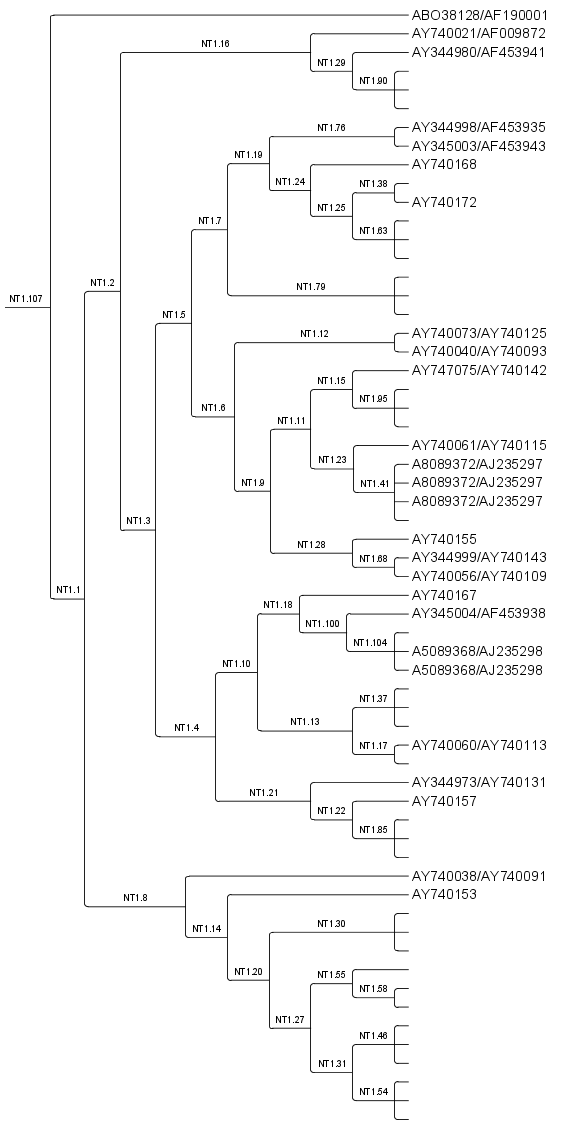 ABO38128/AF190001
AY740021/AF009872
NT1.16
AY344980/AF453941
NT1.29
NT1.90
AY344998/AF453935
NT1.76
AY345003/AF453943
NT1.19
AY740168
NT1.24
NT1.38
AY740172
NT1.25
NT1.7
NT1.63
NT1.2
NT1.79
NT1.107
NT1.5
AY740073/AY740125
NT1.12
AY740040/AY740093
AY747075/AY740142
NT1.15
NT1.95
NT1.6
NT1.11
AY740061/AY740115
NT1.23
A8089372/AJ235297
NT1.9
NT1.41
A8089372/AJ235297
A8089372/AJ235297
NT1.3
AY740155
NT1.28
AY344999/AY740143
NT1.68
AY740056/AY740109
NT1.1
AY740167
NT1.18
AY345004/AF453938
NT1.100
NT1.104
A5089368/AJ235298
NT1.10
A5089368/AJ235298
NT1.37
NT1.4
NT1.13
AY740060/AY740113
NT1.17
AY344973/AY740131
NT1.21
AY740157
NT1.22
NT1.85
AY740038/AY740091
AY740153
NT1.8
NT1.30
NT1.14
NT1.20
NT1.55
NT1.58
NT1.27
NT1.46
NT1.31
NT1.54